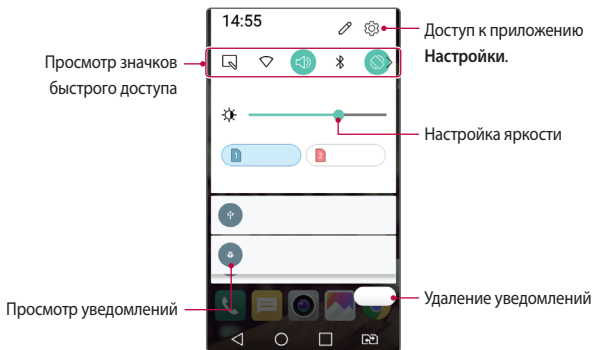 14:55
Доступ к приложению
Настройки.
Просмотр значков
быстрого доступа
Настройка яркости
1
2
Просмотр уведомлений
Удаление уведомлений